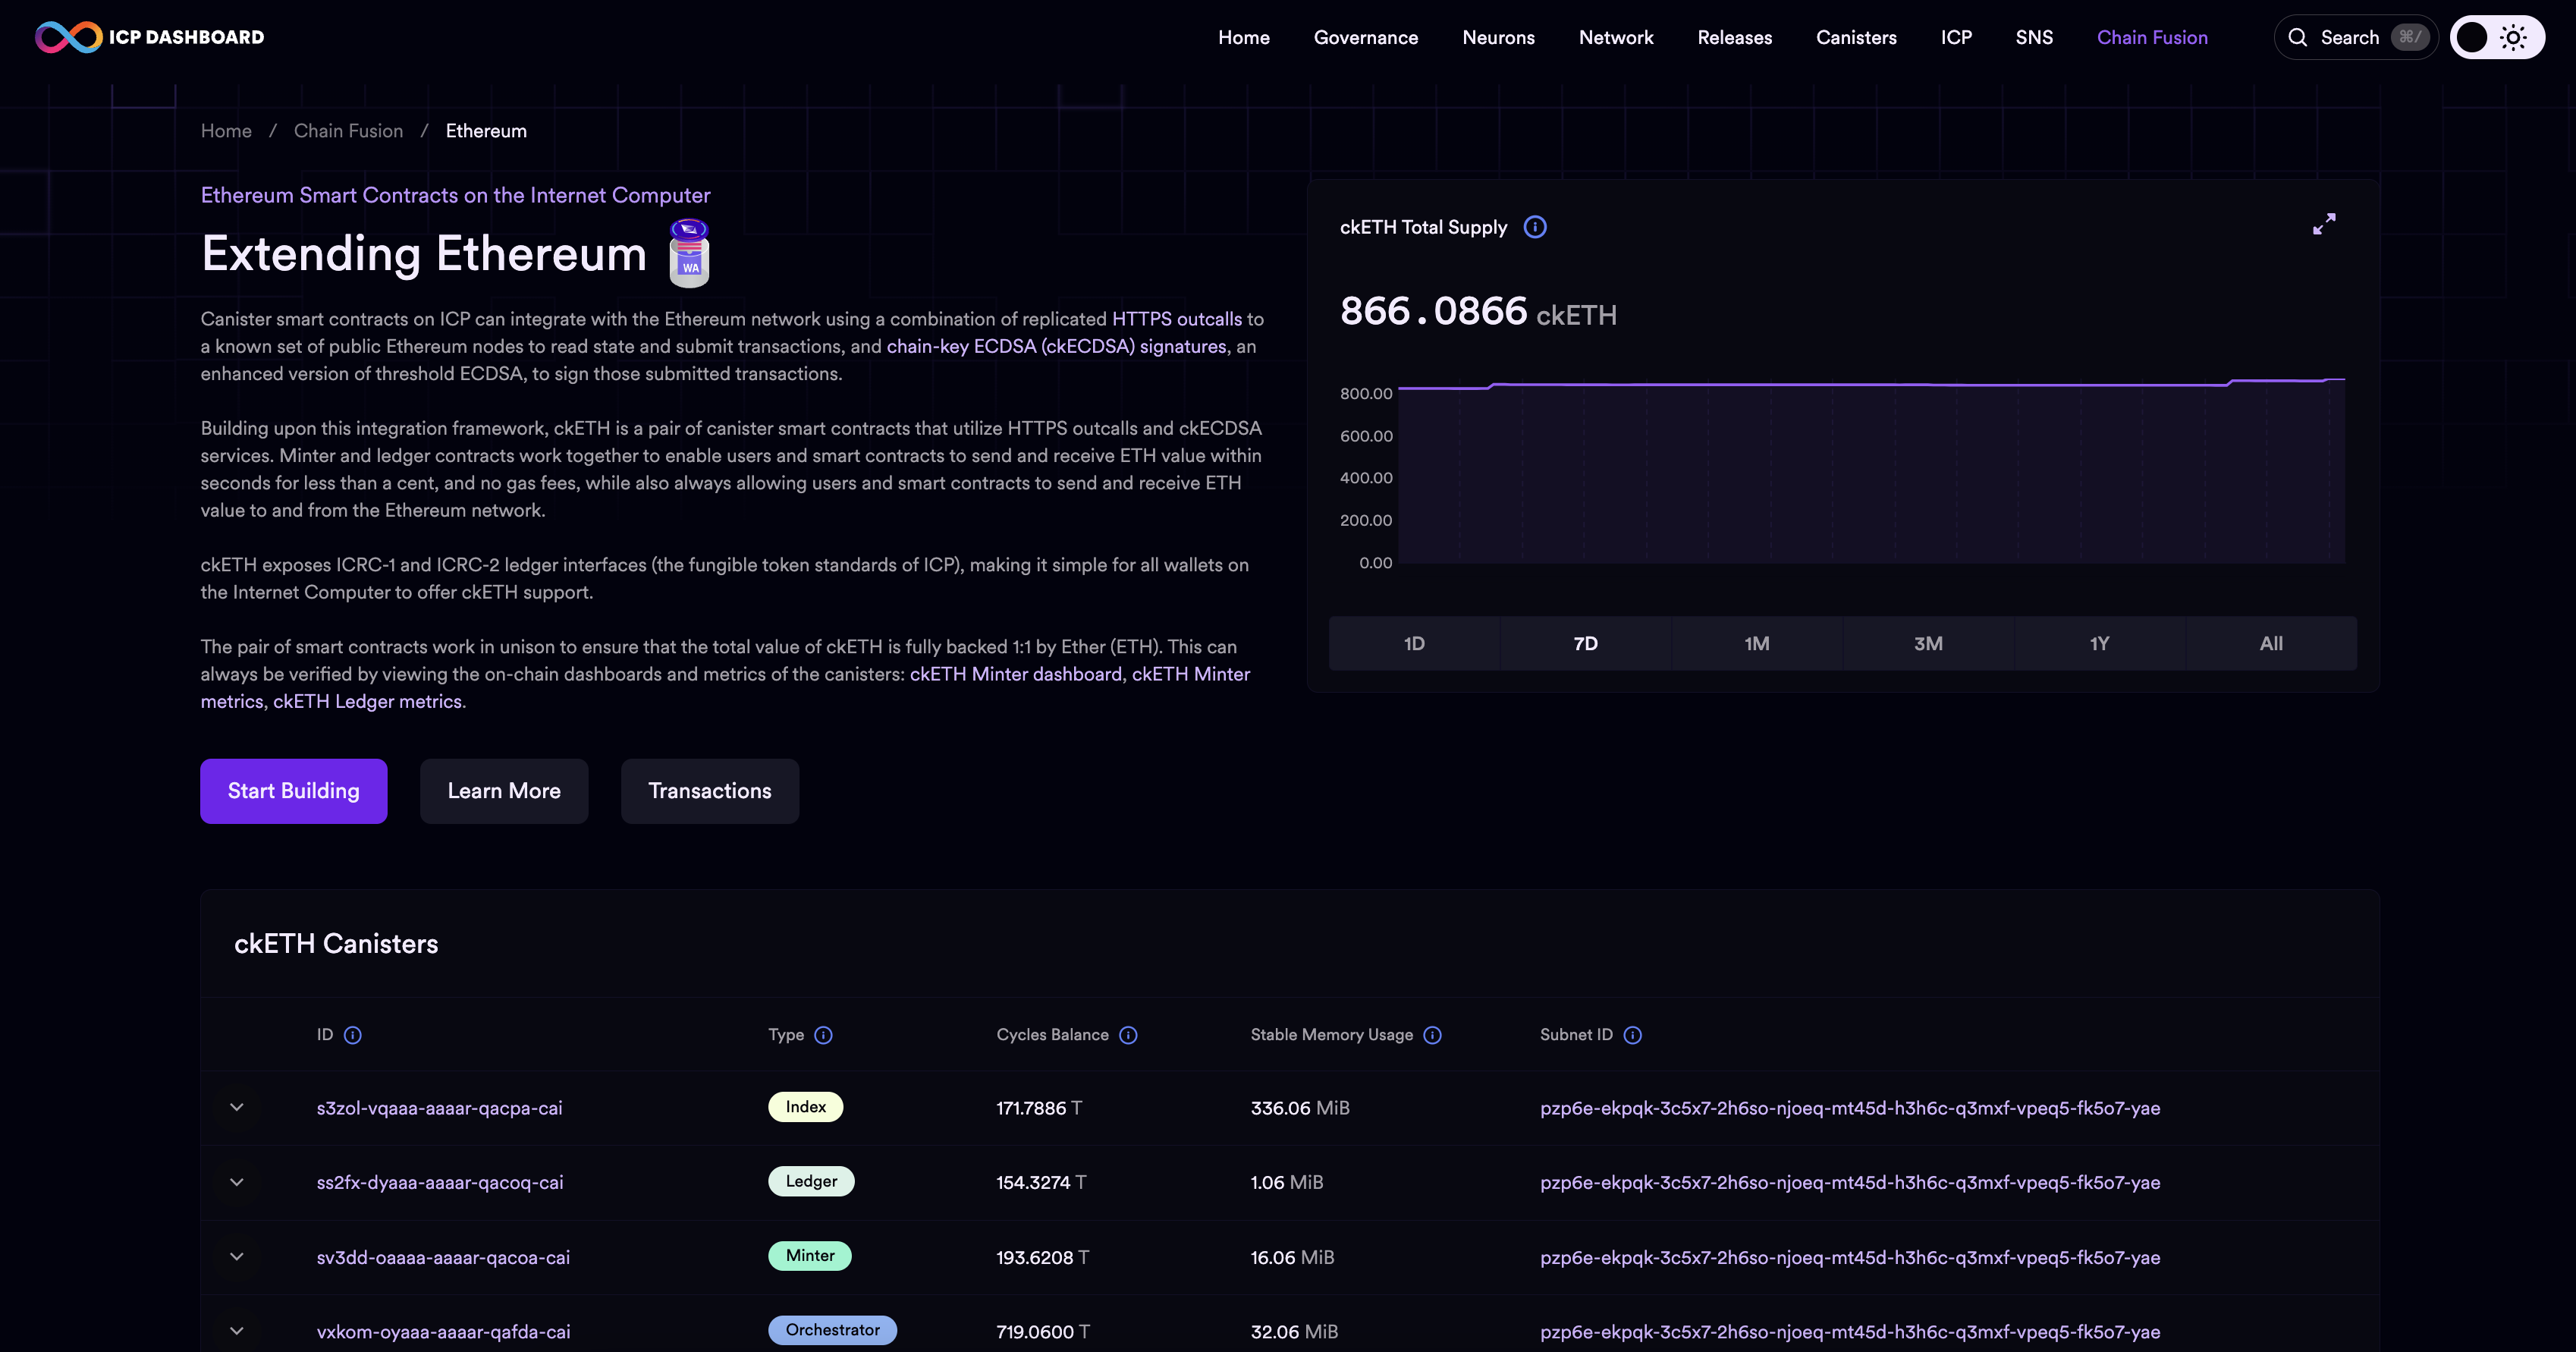 ICP DASHBOARD
Home Governance Neurons Network Releases Canisters ICP SNS Chain Fusion Search ⌘/
Home / Chain Fusion / Ethereum
Ethereum Smart Contracts on the Internet Computer
Extending Ethereum
WA
Canister smart contracts on ICP can integrate with the Ethereum network using a combination of replicated HTTPS outcalls to
a known set of public Ethereum nodes to read state and submit transactions, and chain-key ECDSA (ckECDSA) signatures, an
enhanced version of threshold ECDSA, to sign those submitted transactions.
Building upon this integration framework, ckETH is a pair of canister smart contracts that utilize HTTPS outcalls and ckECDSA
services. Minter and ledger contracts work together to enable users and smart contracts to send and receive ETH value within
seconds for less than a cent, and no gas fees, while also always allowing users and smart contracts to send and receive ETH
value to and from the Ethereum network.
ckETH exposes ICRC-1 and ICRC-2 ledger interfaces (the fungible token standards of ICP), making it simple for all wallets on
the Internet Computer to offer ckETH support.
The pair of smart contracts work in unison to ensure that the total value of ckETH is fully backed 1:1 by Ether (ETH). This can
always be verified by viewing the on-chain dashboards and metrics of the canisters: ckETH Minter dashboard, ckETH Minter
metrics, ckETH Ledger metrics.
Start Building Learn More Transactions
ckETH Total Supply
866.0866 ckETH
800.00
600.00
400.00
200.00
0.00
1D 7D 1M 3M 1Y All
ckETH Canisters
ID Type Cycles Balance Stable Memory Usage Subnet ID
s3zol-vqaaa-aaaar-qacpa-cai Index 171.7886 T 336.06 MiB pzp6e-ekpqk-3c5x7-2h6so-njoeq-mt45d-h3h6c-q3mxf-vpeq5-fk5o7-yae
ss2fx-dyaaa-aaaar-qacoq-cai Ledger 154.3274 T 1.06 MiB pzp6e-ekpqk-3c5x7-2h6so-njoeq-mt45d-h3h6c-q3mxf-vpeq5-fk5o7-yae
sv3dd-oaaaa-aaaar-qacoa-cai Minter 193.6208 T 16.06 MiB pzp6e-ekpqk-3c5x7-2h6so-njoeq-mt45d-h3h6c-q3mxf-vpeq5-fk5o7-yae
vxkom-oyaaa-aaaar-qafda-cai Orchestrator 719.0600 T 32.06 MiB pzp6e-ekpqk-3c5x7-2h6so-njoeq-mt45d-h3h6c-q3mxf-vpeq5-fk5o7-yae